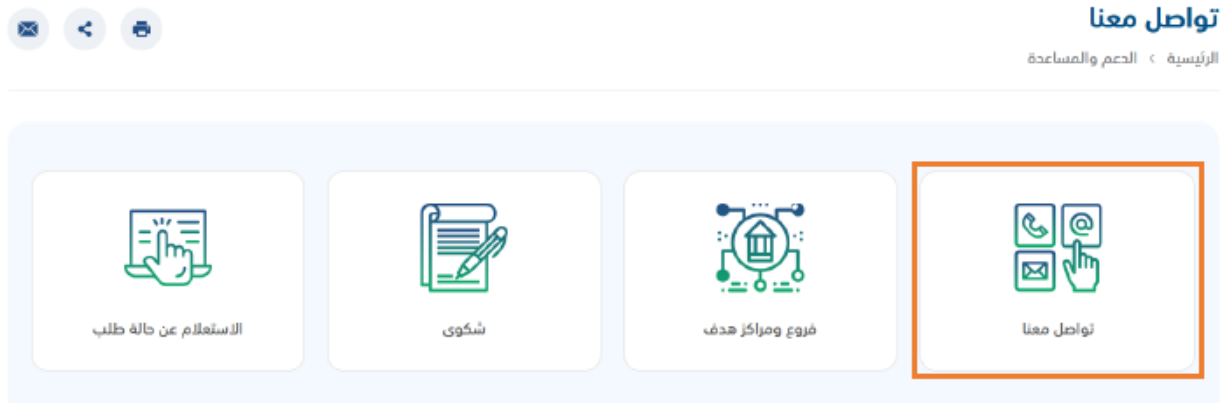 تواصل معنا
الرئيسية › الدعم والمساعدة
تواصل معنا
فروع ومراكز هدف
شكوى
الاستعلام عن حالة طلب